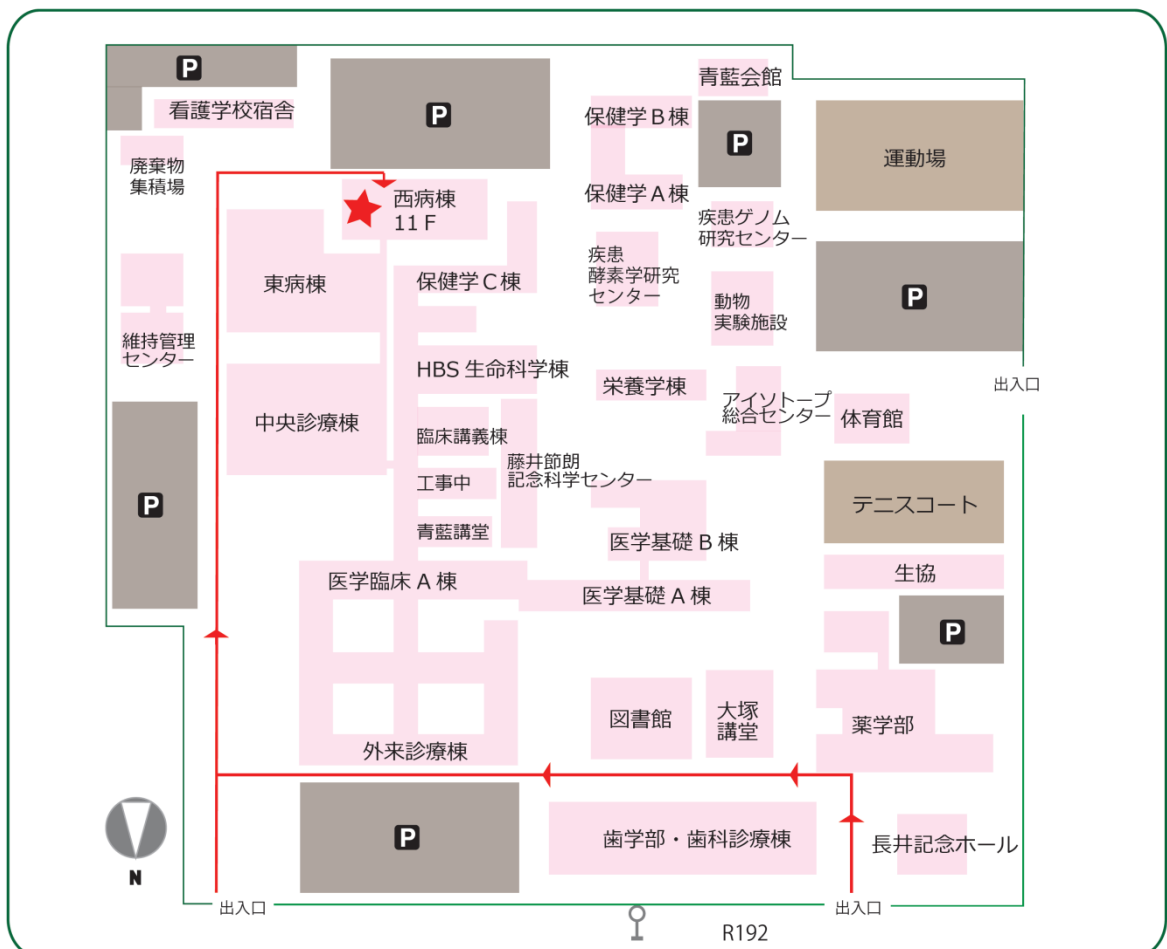 P
看護学校宿舎
P
青藍会館
保健学B棟
P
運動場
廃棄物
集積場
西病棟
11F
保健学A棟
疾患ゲノム
研究センター
東病棟
保健学C棟
疾患
酵素学研究
センター
動物
実験施設
P
維持管理
センター
HBS 生命科学棟
栄養学棟
出入口
中央診療棟
臨床講義棟
アイソトープ
総合センター
体育館
藤井節朗
記念科学センター
工事中
P
テニスコート
青藍講堂
医学基礎B棟
医学臨床A棟
医学基礎A棟
生協
P
図書館
大塚
講堂
薬学部
外来診療棟
P
歯学部・歯科診療棟
長井記念ホール
N
出入口
出入口
R192